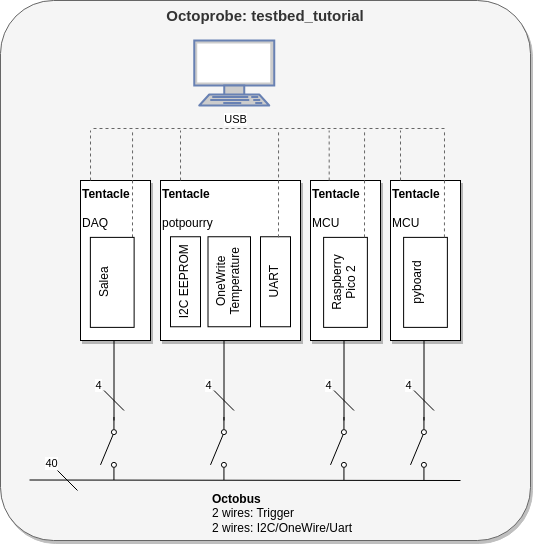 Octoprobe: testbed_tutorial
USB
Tentacle
DAQ
Salea
Tentacle
potpourry
I2C EEPROM
OneWrite
Temperature
UART
Tentacle
MCU
Raspberry
Pico 2
Tentacle
MCU
pyboard
4
4
4
4
40
Octobus
2 wires: Trigger
2 wires: I2C/OneWire/Uart